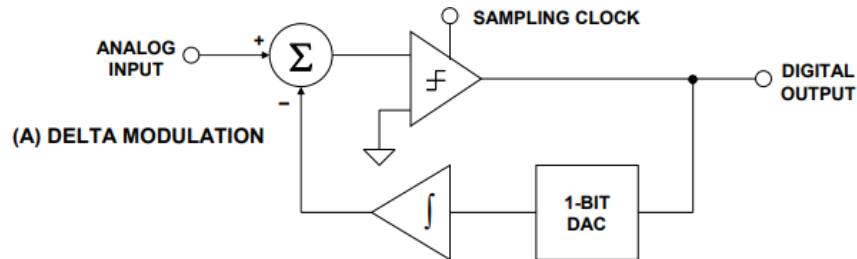 SAMPLING CLOCK
ANALOG
INPUT
+
Σ
−
DIGITAL
OUTPUT
(A) DELTA MODULATION
∫
1-BIT
DAC